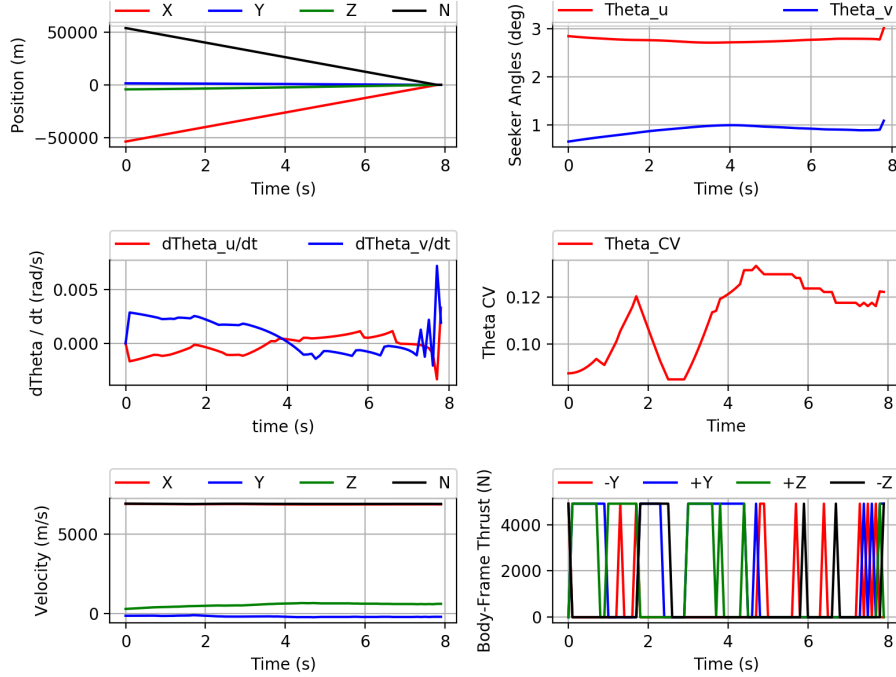 X Y Z N
50000
0
−50000
Position (m)
0 2 4 6 8
Time (s)
Theta_u Theta_v
3
2
1
Seeker Angles (deg)
0 2 4 6 8
Time (s)
dTheta_u/dt dTheta_v/dt
0.005
0.000
dTheta / dt (rad/s)
0 2 4 6 8
time (s)
Theta_CV
0.12
0.10
Theta CV
0 2 4 6 8
Time
X Y Z N
5000
0
Velocity (m/s)
0 2 4 6 8
Time (s)
-Y +Y +Z -Z
4000
2000
0
Body-Frame Thrust (N)
0 2 4 6 8
Time (s)